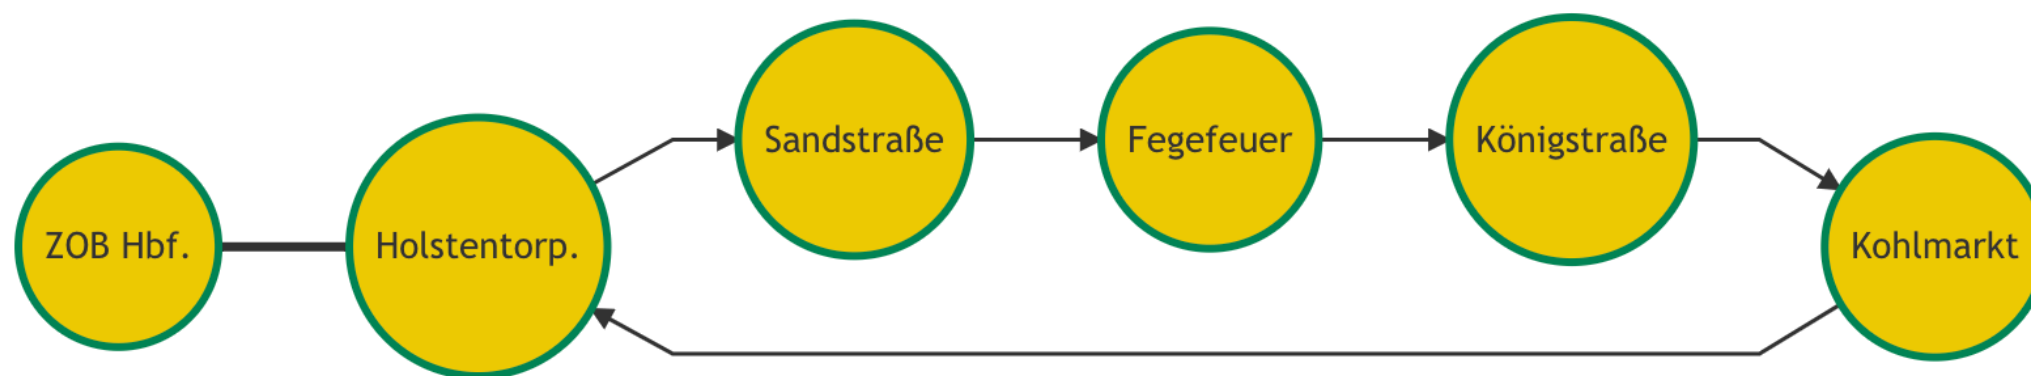 ZOB Hbf.
Holstentorp.
Sandstraße
Fegefeuer
Königstraße
Kohlmarkt